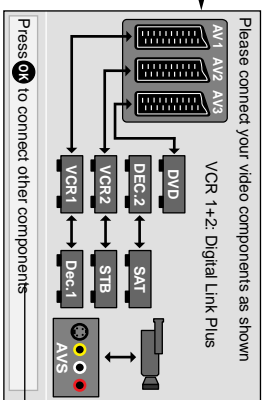 Please connect your video components as shown
VCR 1+2: Digital Link Plus
AV1
AV2
AV3
DVD
DEC.2
SAT
VCR2
STB
VCR1
Dec.1
AVS
Press OK to connect other components